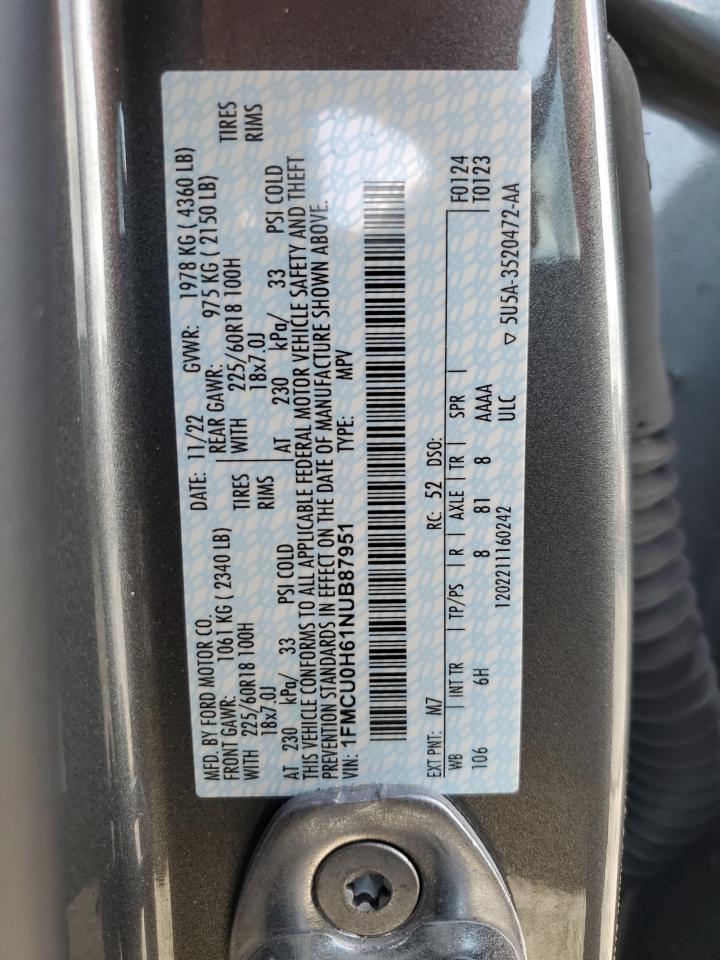 MFD. BY FORD MOTOR CO. DATE: 11/22 GVWR: 1978 KG ( 4360 LB)
FRONT GAWR: 1061 KG ( 2340 LB) REAR GAWR: 975 KG ( 2150 LB)
WITH 225/60R18 100H TIRES WITH 225/60R18 100H TIRES
18x7.0J RIMS 18x7.0J RIMS
AT 230 kPa/ 33 PSI COLD AT 230 kPa/ 33 PSI COLD
THIS VEHICLE CONFORMS TO ALL APPLICABLE FEDERAL MOTOR VEHICLE SAFETY AND THEFT
PREVENTION STANDARDS IN EFFECT ON THE DATE OF MANUFACTURE SHOWN ABOVE.
VIN: 1FMCU0H61NUB87951 TYPE: MPV
EXT PNT: M7 RC: 52 DSO: F0124
WB INT TR TP/PS R AXLE TR SPR T0123
106 6H 8 81 8 AAAA
1202211160242 ULC
▽ 5U5A-3520472-AA